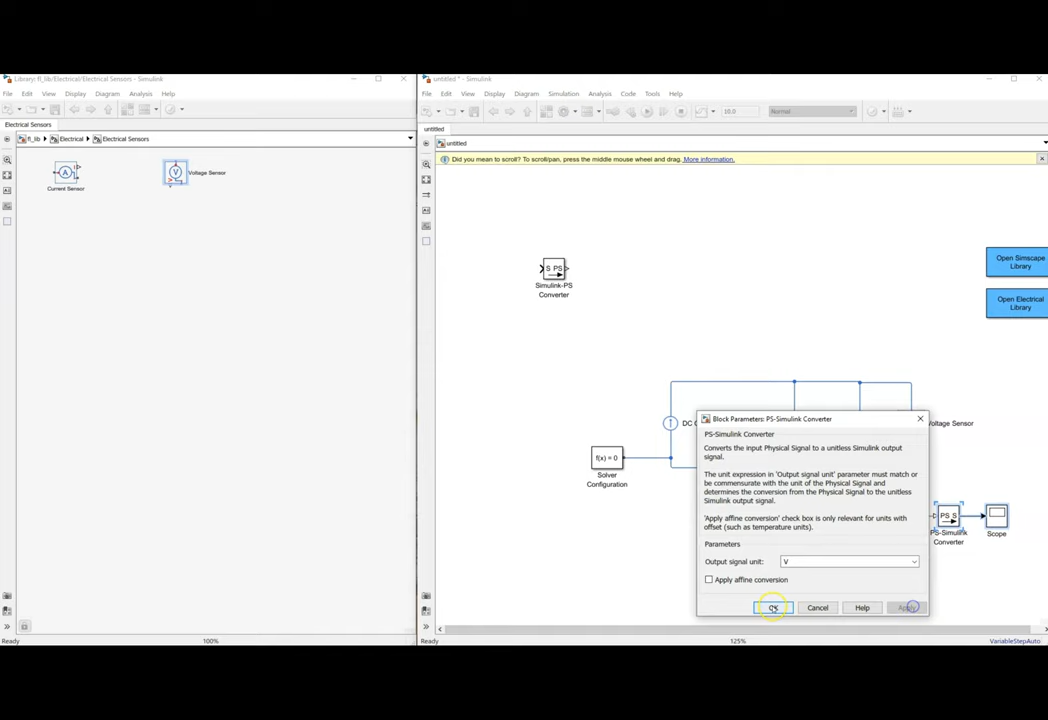 Library: fl_lib/Electrical/Electrical Sensors - Simulink
File Edit View Display Diagram Analysis Help
Electrical Sensors
fl_lib Electrical Electrical Sensors
A
Current Sensor
V
Voltage Sensor
Ready
100%
untitled * - Simulink
File Edit View Display Diagram Simulation Analysis Code Tools Help
10.0
Normal
untitled
untitled
Did you mean to scroll? To scroll/pan, press the middle mouse wheel and drag. More information.
S PS
Simulink-PS
Converter
Open Simscape
Library
Open Electrical
Library
DC
f(x) = 0
Solver
Configuration
oltage Sensor
PS S
PS-Simulink
Converter
Scope
Block Parameters: PS-Simulink Converter
PS-Simulink Converter
Converts the input Physical Signal to a unitless Simulink output
signal.
The unit expression in 'Output signal unit' parameter must match or
be commensurate with the unit of the Physical Signal and
determines the conversion from the Physical Signal to the unitless
Simulink output signal.
'Apply affine conversion' check box is only relevant for units with
offset (such as temperature units).
Parameters
Output signal unit: V
Apply affine conversion
OK Cancel Help Apply
Ready
125%
VariableStepAuto